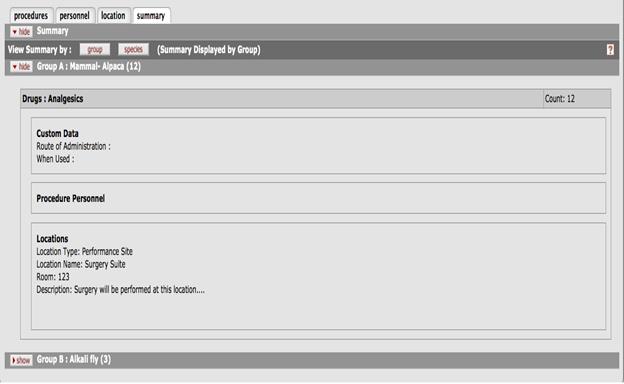 procedures personnel location summary
▾ hide Summary
View Summary by : group species (Summary Displayed by Group) ?
▾ hide Group A : Mammal- Alpaca (12)
Drugs : Analgesics Count: 12
Custom Data
Route of Administration :
When Used :
Procedure Personnel
Locations
Location Type: Performance Site
Location Name: Surgery Suite
Room: 123
Description: Surgery will be performed at this location....
▸ show Group B : Alkali fly (3)